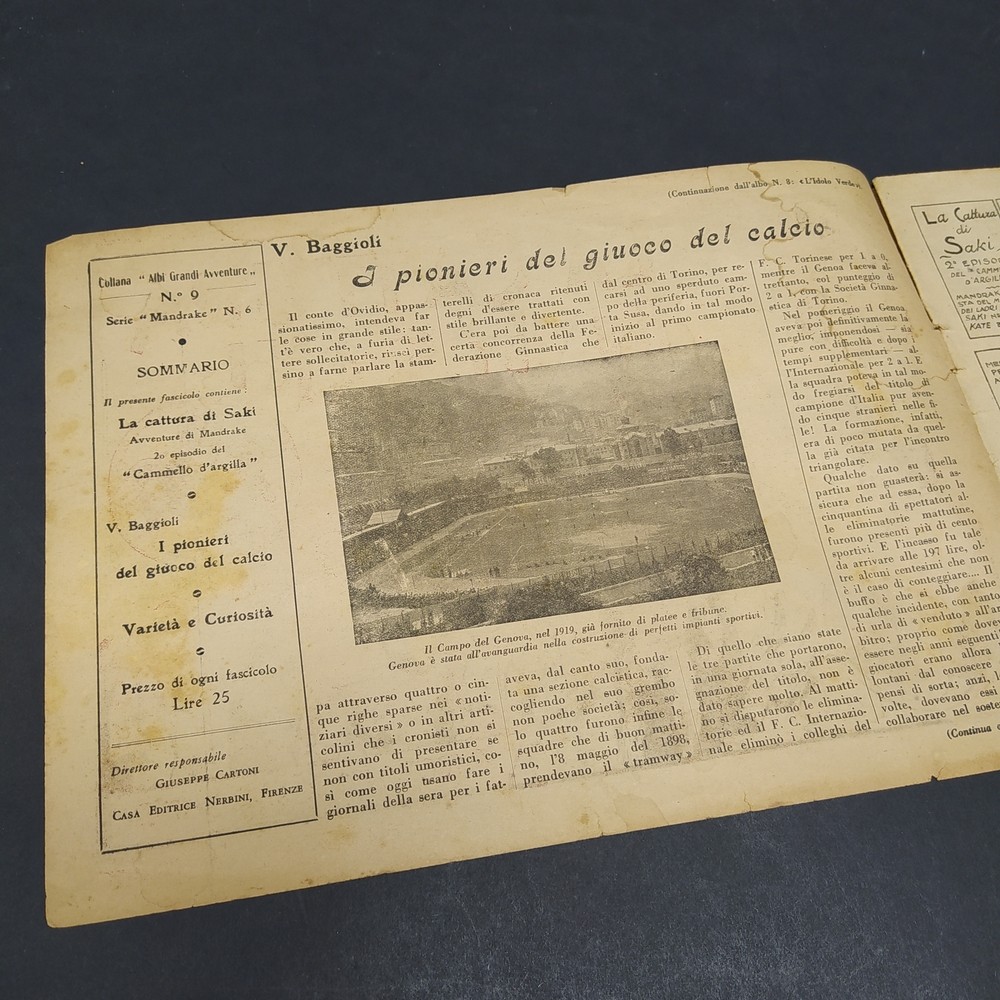 (Continuazione dall'albo N. 8: «L'Idolo Verde»).
Collana "Albi Grandi Avventure"
N.º 9
Serie "Mandrake" N. 6
SOMMARIO
Il presente fascicolo contiene:
La cattura di Saki
Avventure di Mandrake
2o episodio del
"Cammello d'argilla"
V. Baggioli
I pionieri
del giuoco del calcio
Varietà e Curiosità
Prezzo di ogni fascicolo
Lire 25
Direttore responsabile
GIUSEPPE CARTONI
CASA EDITRICE NERBINI, FIRENZE
V. Baggioli
I pionieri del giuoco del calcio
Il conte d'Ovidio, appas-
sionatissimo, intendeva far
le cose in grande stile: tan-
t'è vero che, a furia di let-
tere sollecitatorie, riuscì per-
sino a farne parlare la stam-
pa attraverso quattro o cin-
que righe sparse nei «noti-
ziari diversi» o in altri arti-
colini che i cronisti non si
sentivano di presentare se
non con titoli umoristici, co-
sì come oggi usano fare i
giornali della sera per i fat-
terelli di cronaca ritenuti
degni d'essere trattati con
stile brillante e divertente.
C'era poi da battere una
certa concorrenza della Fe-
derazione Ginnastica che
aveva, dal canto suo, fonda-
ta una sezione calcistica, rac-
cogliendo nel suo grembo
non poche società; così, so-
lo quattro furono infine le
squadre che di buon matti-
no, l'8 maggio del 1898,
prendevano il «tramway»
dal centro di Torino, per re-
carsi ad uno sperduto cam-
po della periferia, fuori Por-
ta Susa, dando in tal modo
inizio al primo campionato
italiano.
Il Campo del Genova, nel 1919, già fornito di platee e tribune.
Genova è stata all'avanguardia nella costruzione di perfetti impianti sportivi.
Di quello che siano state
le tre partite che portarono,
in una giornata sola, all'asse-
gnazione del titolo, non è
dato sapere molto. Al matti-
no si disputarono le elimina-
torie ed il F. C. Internazio-
nale eliminò i colleghi del
F. C. Torinese per 1 a 0,
mentre il Genoa faceva al-
trettanto, col punteggio di
2 a 1, con la Società Ginna-
stica di Torino.
Nel pomeriggio il Genoa
aveva poi definitivamente la
meglio, imponendosi — sia
pure con difficoltà e dopo i
tempi supplementari — al-
l'Internazionale per 2 a 1. E
la squadra poteva in tal mo-
do fregiarsi del titolo di
campione d'Italia pur aven-
do cinque stranieri nelle fi-
le! La formazione, infatti,
era di poco mutata da quel-
la già citata per l'incontro
triangolare.
Qualche dato su quella
partita non guasterà: si as-
sicura che ad essa, dopo la
cinquantina di spettatori al-
le eliminatorie mattutine,
furono presenti più di cento
sportivi. E l'incasso fu tale
da arrivare alle 197 lire, ol-
tre alcuni centesimi che non
è il caso di conteggiare.... Il
buffo è che si ebbe anche
qualche incidente, con tanto
di urla di «venduto» all'ar-
bitro; proprio come dove
essere negli anni seguenti
giocatori erano allora
lontani dal conoscere
pensi di sorta; anzi,
volte, dovevano essi
collaborare nel soste
(Continua
La Cattura
di
Saki
2º EPISO
DEL "CAMM
D'ARGIL
MANDRAK
DEI LADRI
SAKI
KATE